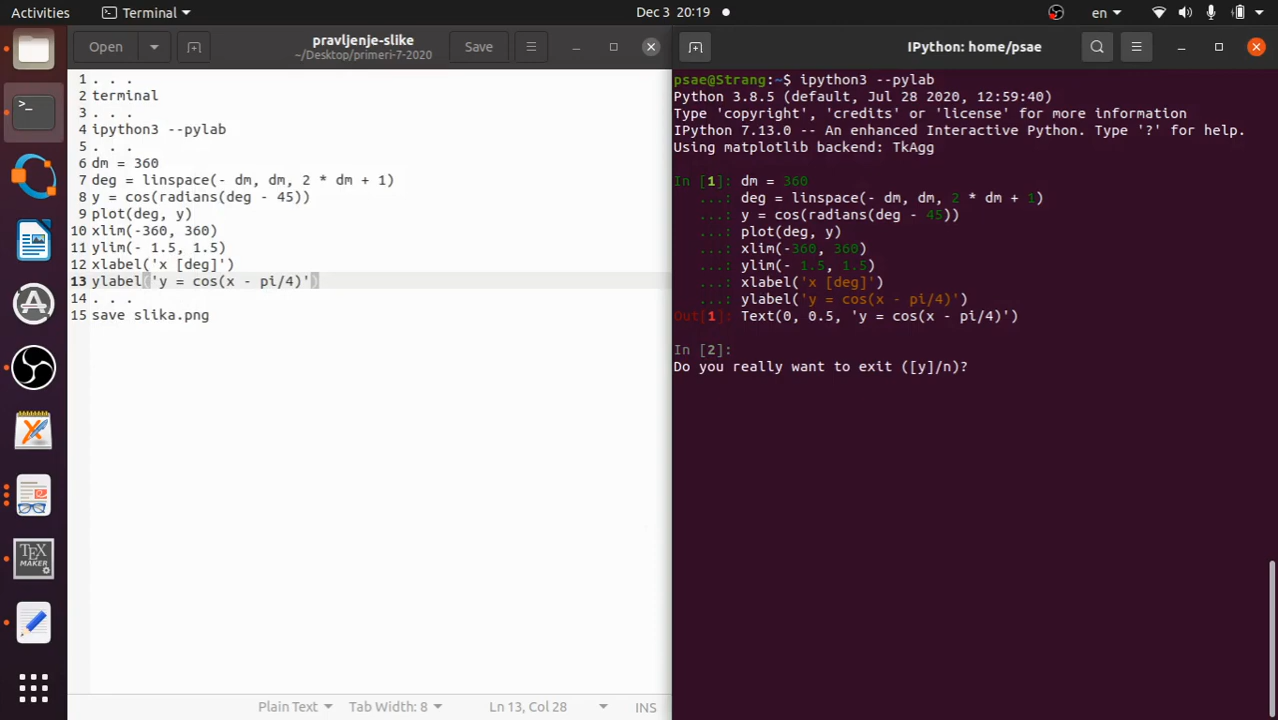 Activities
Terminal
Dec 3 20:19
en
Open
pravljenje-slike
~/Desktop/primeri-7-2020
Save
1 . . .
2 terminal
3 . . .
4 ipython3 --pylab
5 . . .
6 dm = 360
7 deg = linspace(- dm, dm, 2 * dm + 1)
8 y = cos(radians(deg - 45))
9 plot(deg, y)
10 xlim(-360, 360)
11 ylim(- 1.5, 1.5)
12 xlabel('x [deg]')
13 ylabel('y = cos(x - pi/4)')
14 . . .
15 save slika.png
Plain Text
Tab Width: 8
Ln 13, Col 28
INS
IPython: home/psae
psae@Strang:~$ ipython3 --pylab
Python 3.8.5 (default, Jul 28 2020, 12:59:40)
Type 'copyright', 'credits' or 'license' for more information
IPython 7.13.0 -- An enhanced Interactive Python. Type '?' for help.
Using matplotlib backend: TkAgg
In [1]: dm = 360
...: deg = linspace(- dm, dm, 2 * dm + 1)
...: y = cos(radians(deg - 45))
...: plot(deg, y)
...: xlim(-360, 360)
...: ylim(- 1.5, 1.5)
...: xlabel('x [deg]')
...: ylabel('y = cos(x - pi/4)')
Out[1]: Text(0, 0.5, 'y = cos(x - pi/4)')
In [2]:
Do you really want to exit ([y]/n)?
>_
TEX
MAKER